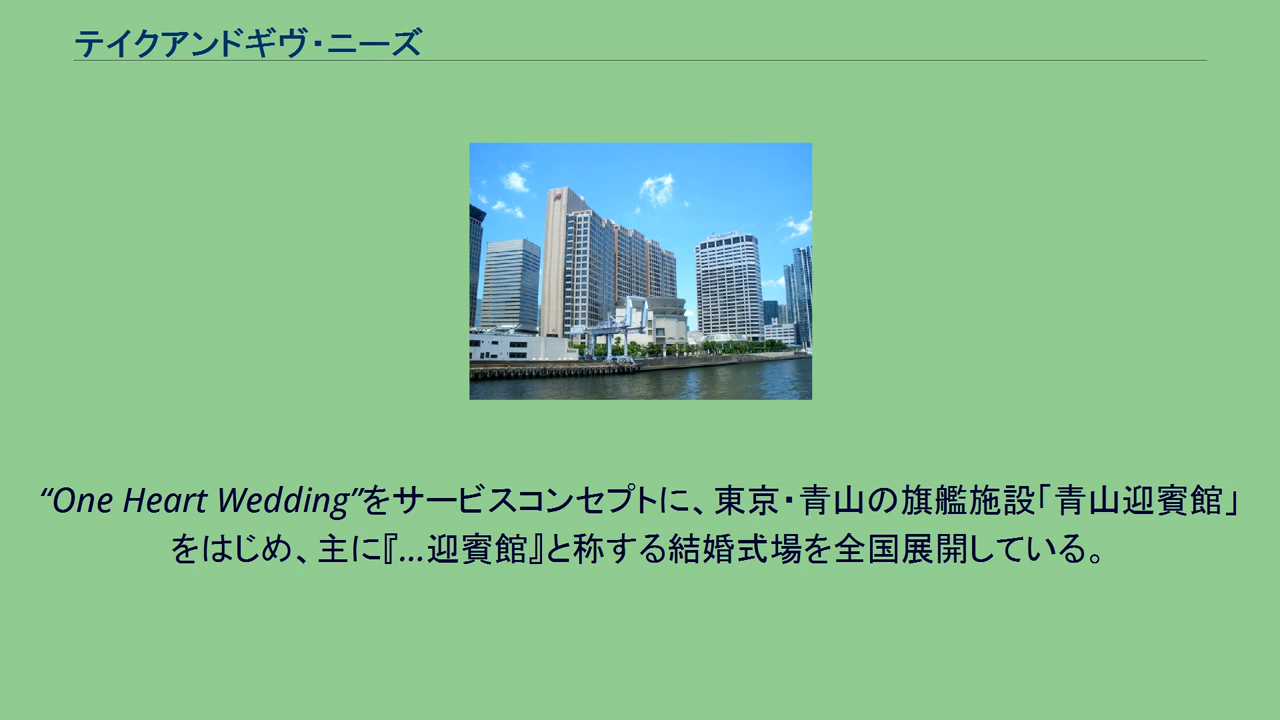 テイクアンドギヴ・ニーズ
“One Heart Wedding”をサービスコンセプトに、東京・青山の旗艦施設「青山迎賓館」
をはじめ、主に『...迎賓館』と称する結婚式場を全国展開している。